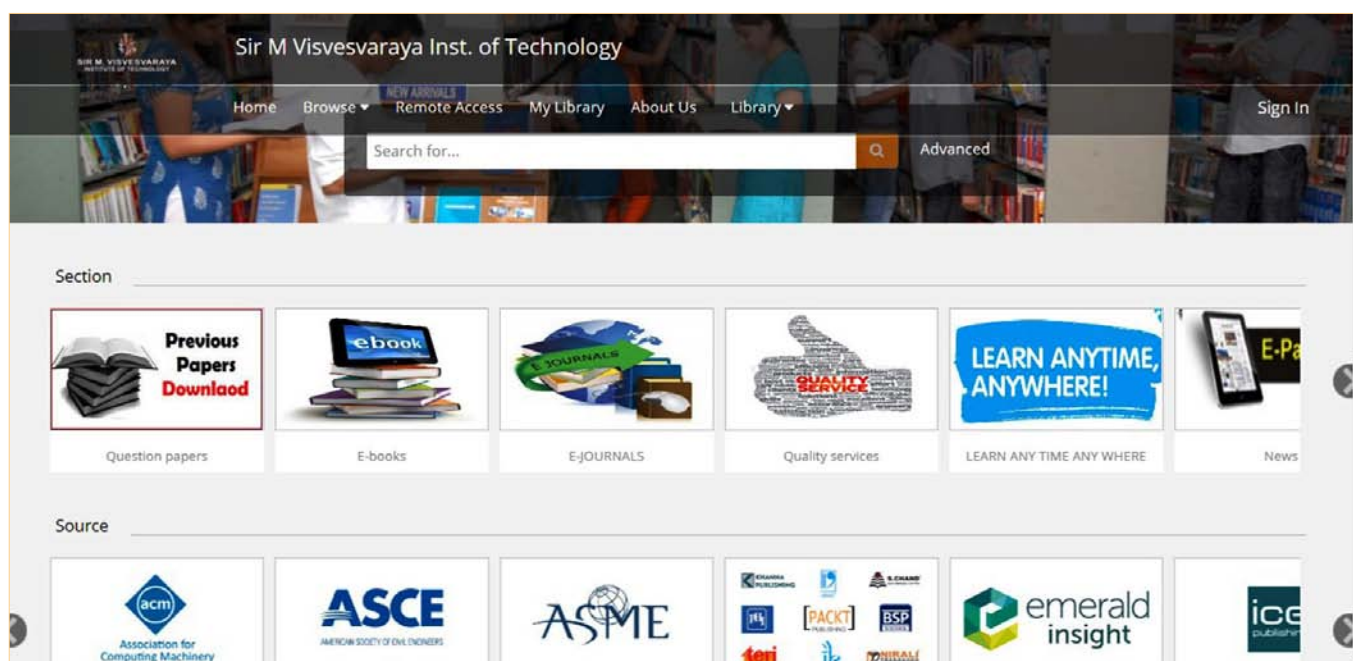 SIR M. VISVESVARAYA
INSTITUTE OF TECHNOLOGY
Sir M Visvesvaraya Inst. of Technology
NEW ARRIVALS
Home Browse Remote Access My Library About Us Library Sign In
Search for... Advanced
Section
Previous
Papers
Downlaod
ebook
E JOURNALS
QUALITY
SERVICE
LEARN ANYTIME,
ANYWHERE!
E-Pa
Question papers E-books E-JOURNALS Quality services LEARN ANY TIME ANY WHERE News
Source
acm
Association for
Computing Machinery
ASCE
AMERICAN SOCIETY OF CIVIL ENGINEERS
ASME
KHANNA
PUBLISHING
S.CHAND
PHI
[PACKT]
PUBLISHING
BSP
BOOKS
teri
NIRALI
emerald
insight
ice
publishin